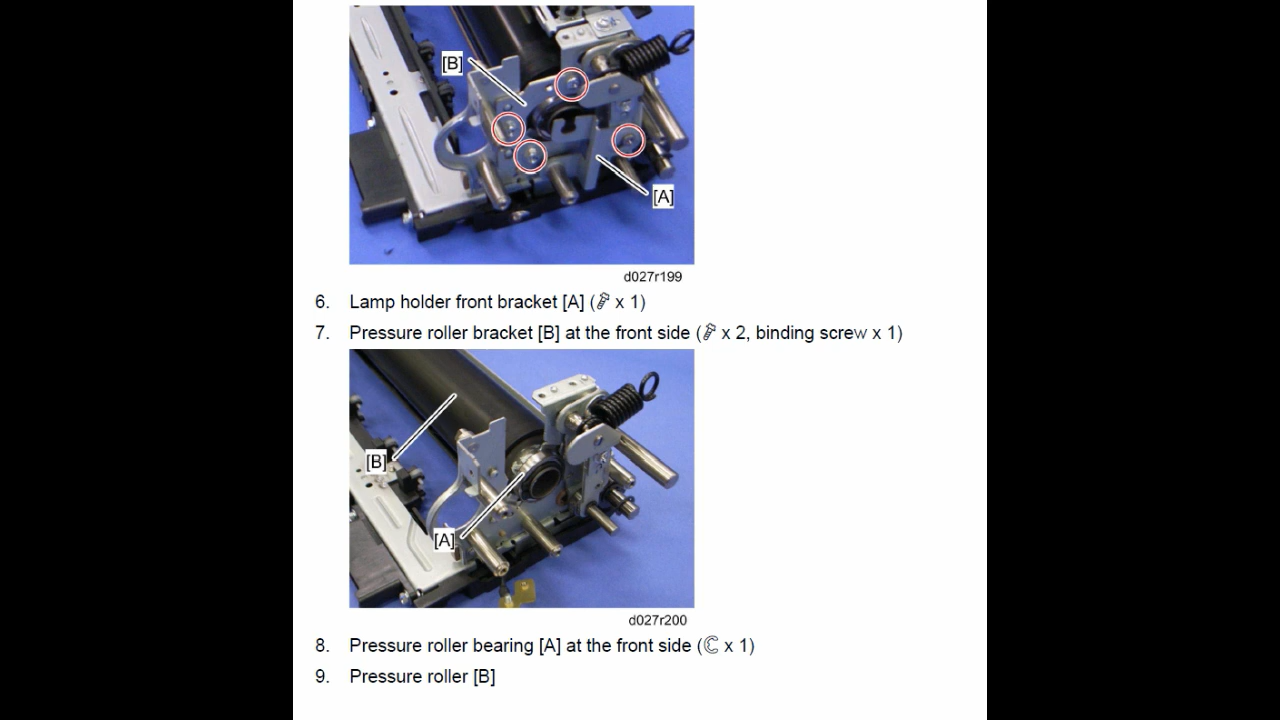 [B]
[A]
d027r199
6. Lamp holder front bracket [A] ( x 1)
7. Pressure roller bracket [B] at the front side ( x 2, binding screw x 1)
[B]
[A]
d027r200
8. Pressure roller bearing [A] at the front side (ℂ x 1)
9. Pressure roller [B]